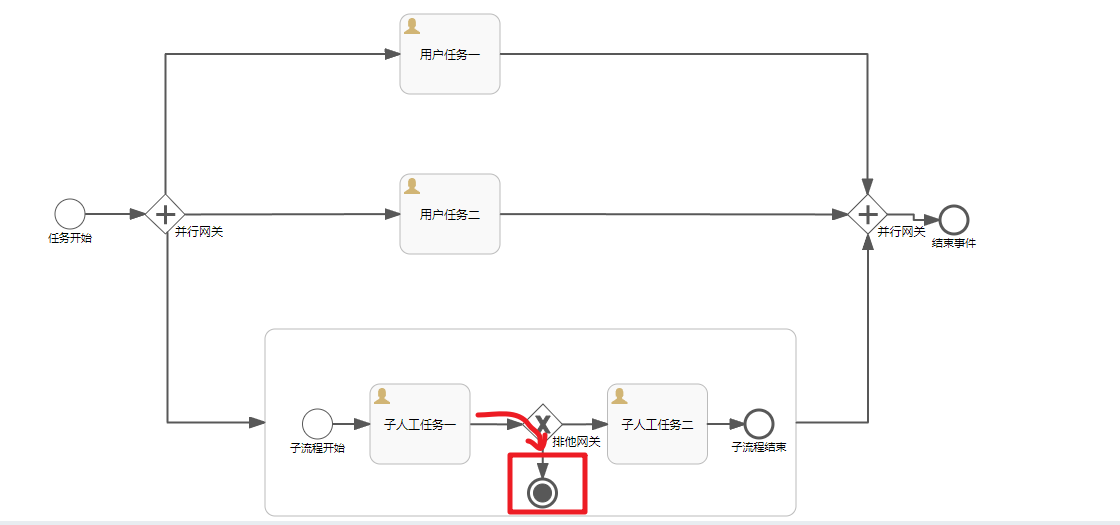 用户任务一
用户任务二
任务开始
并行网关
并行网关
结束事件
子人工任务一
子人工任务二
子流程开始
排他网关
子流程结束